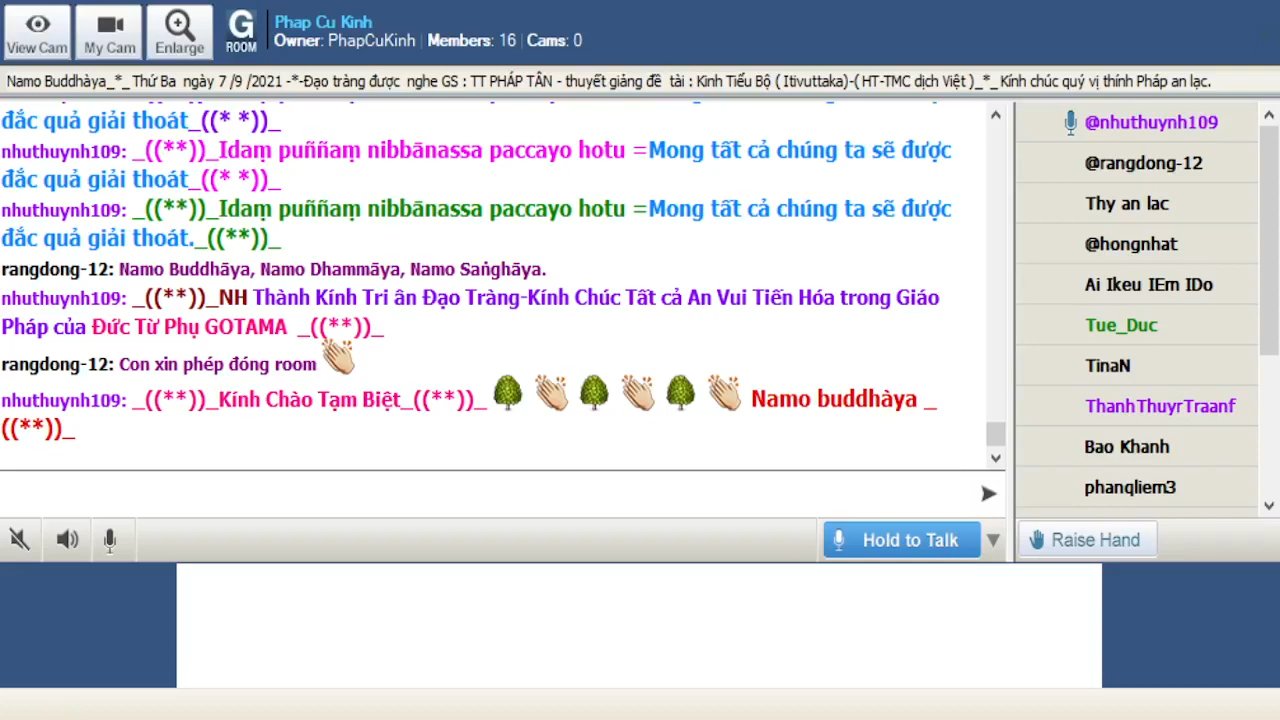 View Cam
My Cam
Enlarge
G
ROOM
Phap Cu Kinh
Owner: PhapCuKinh | Members: 16 | Cams: 0
Namo Buddhàya_*_Thứ Ba ngày 7 /9 /2021 -*-Đạo tràng được nghe GS : TT PHÁP TÂN - thuyết giảng đề tài : Kinh Tiểu Bộ ( Itivuttaka)-( HT-TMC dịch Việt )_*_Kính chúc quý vị thính Pháp an lạc.
đắc quả giải thoát_((* *))_
nhuthuynh109: _((**))_Idaṃ puññaṃ nibbānassa paccayo hotu =Mong tất cả chúng ta sẽ được
đắc quả giải thoát_((* *))_
nhuthuynh109: _((**))_Idaṃ puññaṃ nibbānassa paccayo hotu =Mong tất cả chúng ta sẽ được
đắc quả giải thoát._((**))_
rangdong-12: Namo Buddhāya, Namo Dhammāya, Namo Saṅghāya.
nhuthuynh109: _((**))_NH Thành Kính Tri ân Đạo Tràng-Kính Chúc Tất cả An Vui Tiến Hóa trong Giáo
Pháp của Đức Từ Phụ GOTAMA _((**))_
rangdong-12: Con xin phép đóng room
nhuthuynh109: _((**))_Kính Chào Tạm Biệt_((**))_ Namo buddhàya _
((**))_
@nhuthuynh109
@rangdong-12
Thy an lac
@hongnhat
Ai Ikeu IEm IDo
Tue_Duc
TinaN
ThanhThuyrTraanf
Bao Khanh
phanqliem3
Hold to Talk
Raise Hand